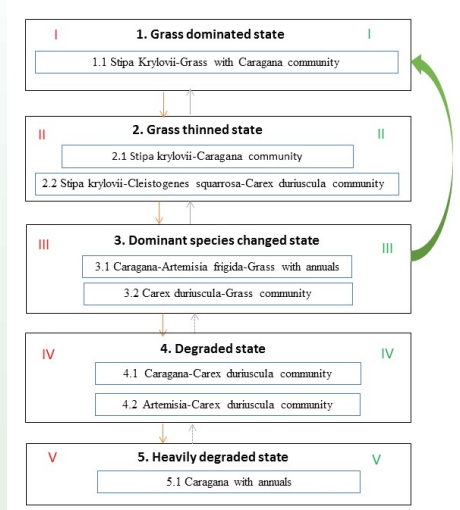 I 1. Grass dominated state I
1.1 Stipa Krylovii-Grass with Caragana community
II 2. Grass thinned state II
2.1 Stipa krylovii-Caragana community
2.2 Stipa krylovii-Cleistogenes squarrosa-Carex duriuscula community
III 3. Dominant species changed state III
3.1 Caragana-Artemisia frigida-Grass with annuals
3.2 Carex duriuscula-Grass community
IV 4. Degraded state IV
4.1 Caragana-Carex duriuscula community
4.2 Artemisia-Carex duriuscula community
V 5. Heavily degraded state V
5.1 Caragana with annuals